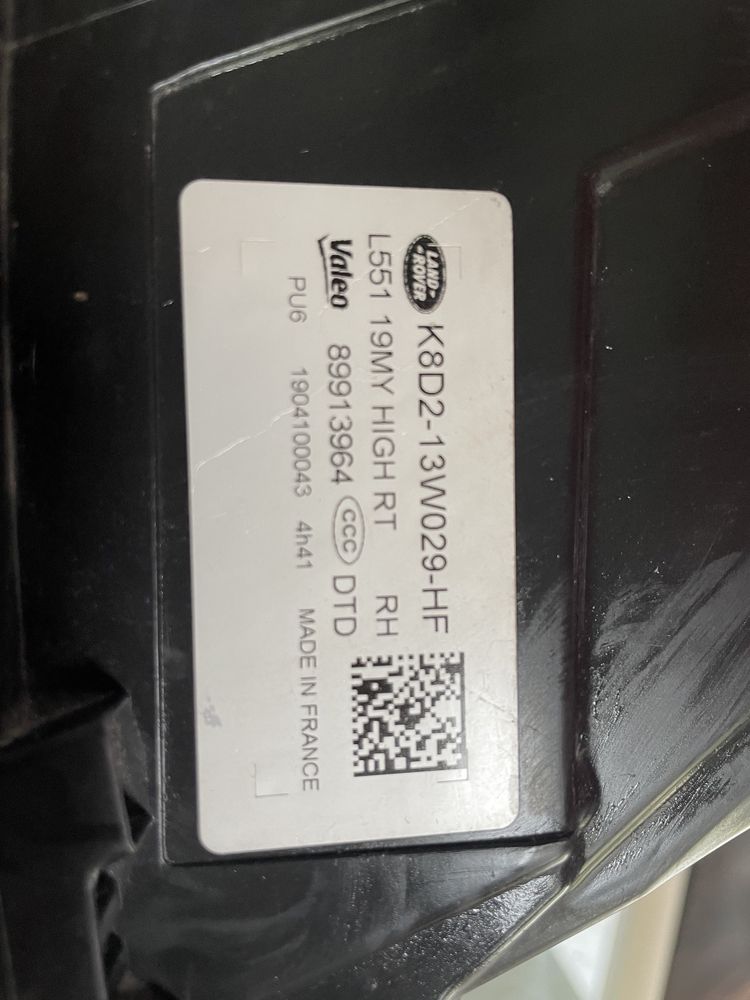 LAND-ROVER K8D2-13W029-HF
L551 19MY HIGH RT RH
Valeo 89913964 CCC DTD
PU6 1904100043 4h41 MADE IN FRANCE